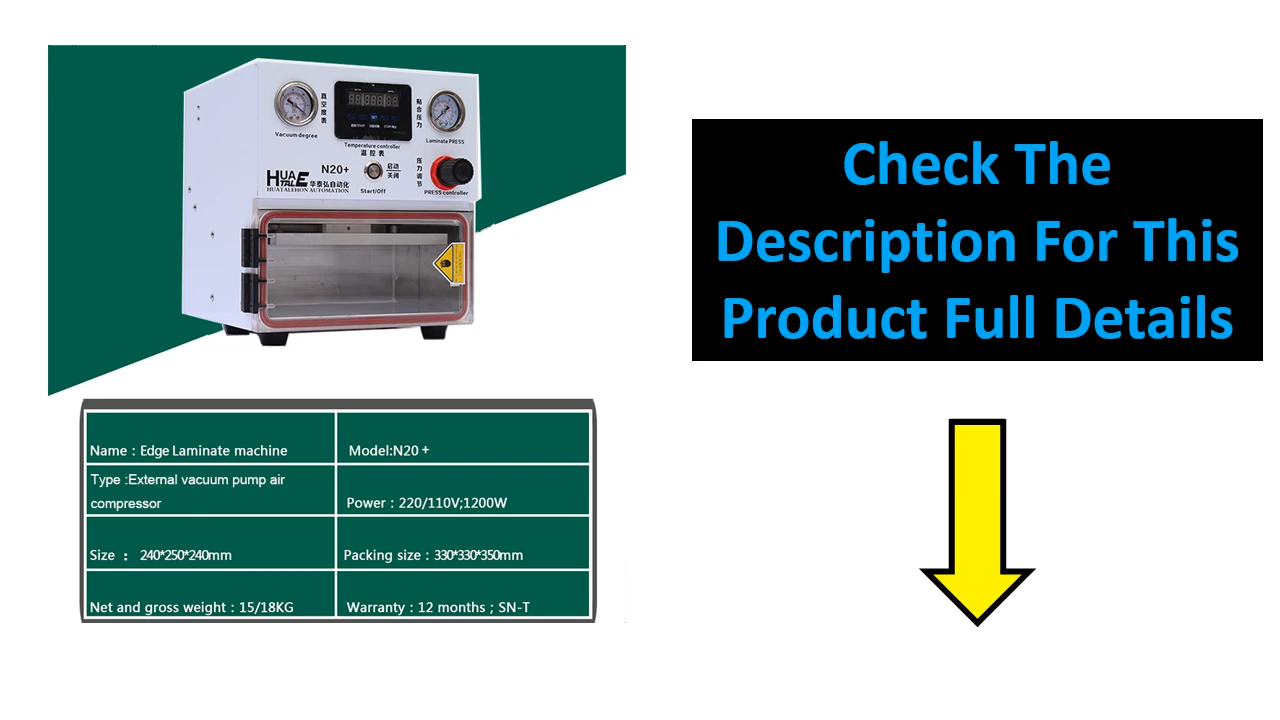 真空度表
Vacuum degree
Temperature controller
温控表
贴合压力
Laminate PRESS
N20+
启动
关闭
Start/Off
压力调节
PRESS controller
HUATALE 华泰弘自动化
HUATALEHON AUTOMATION
Name : Edge Laminate machine
Model:N20 +
Type :External vacuum pump air
compressor
Power : 220/110V;1200W
Size : 240*250*240mm
Packing size : 330*330*350mm
Net and gross weight : 15/18KG
Warranty : 12 months ; SN-T
Check The
Description For This
Product Full Details